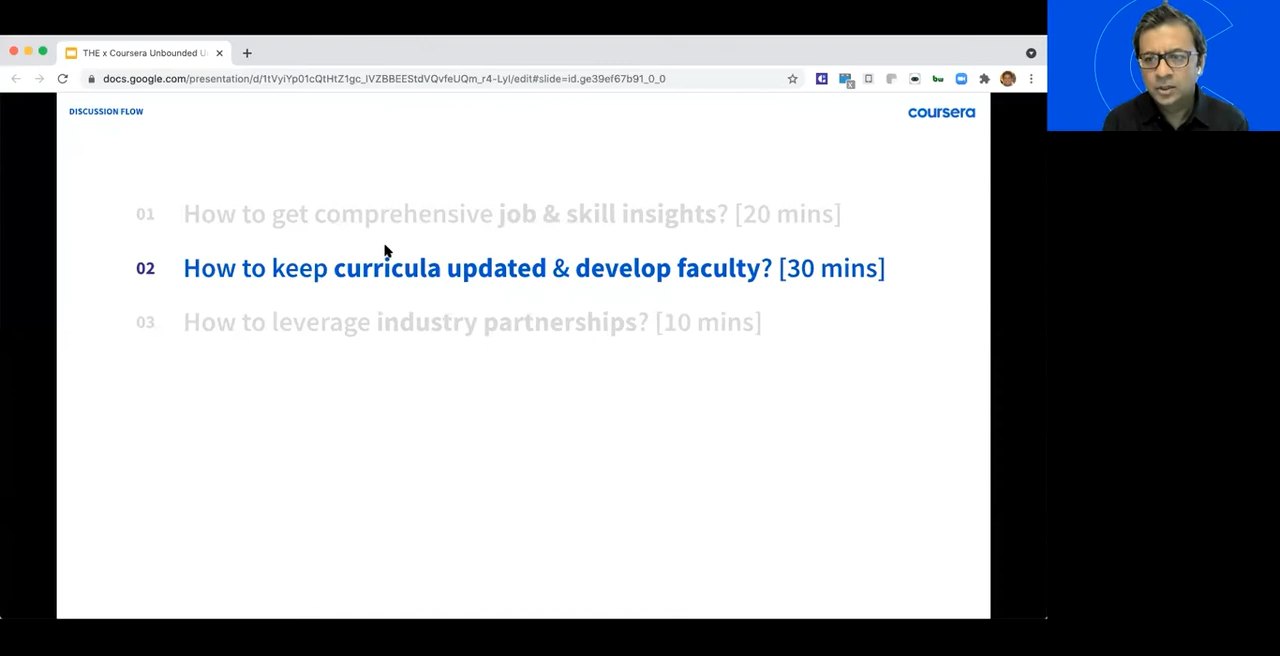 THE x Coursera Unbounded U
docs.google.com/presentation/d/1tVyiYp01cQtHtZ1gc_lVZBBEEStdVQvfeUQm_r4-LyI/edit#slide=id.ge39ef67b91_0_0
DISCUSSION FLOW
coursera
01 How to get comprehensive job & skill insights? [20 mins]
02 How to keep curricula updated & develop faculty? [30 mins]
03 How to leverage industry partnerships? [10 mins]